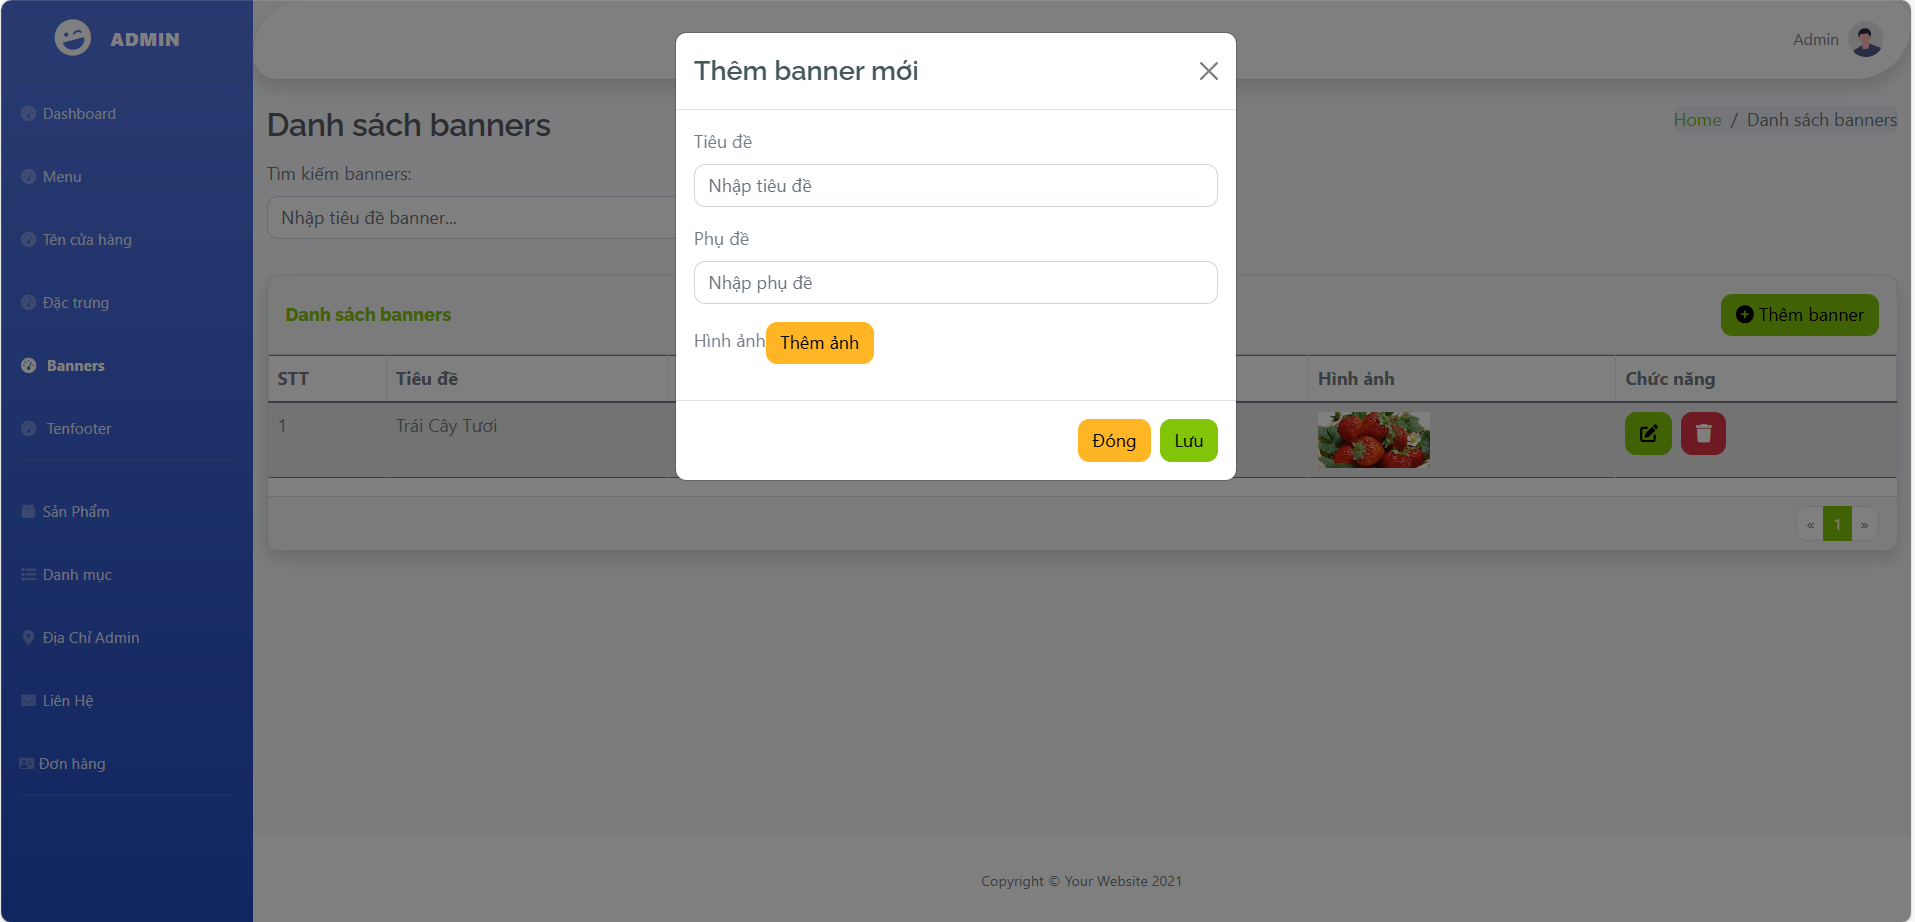 ADMIN
Dashboard
Menu
Tên cửa hàng
Đặc trưng
Banners
Tenfooter
Sản Phẩm
Danh mục
Địa Chỉ Admin
Liên Hệ
Đơn hàng
Admin
Danh sách banners
Home / Danh sách banners
Tìm kiếm banners:
Nhập tiêu đề banner...
Danh sách banners
Thêm banner
STT Tiêu đề Hình ảnh Chức năng
1 Trái Cây Tươi
« 1 »
Thêm banner mới
Tiêu đề
Nhập tiêu đề
Phụ đề
Nhập phụ đề
Hình ảnh Thêm ảnh
Đóng Lưu
Copyright © Your Website 2021